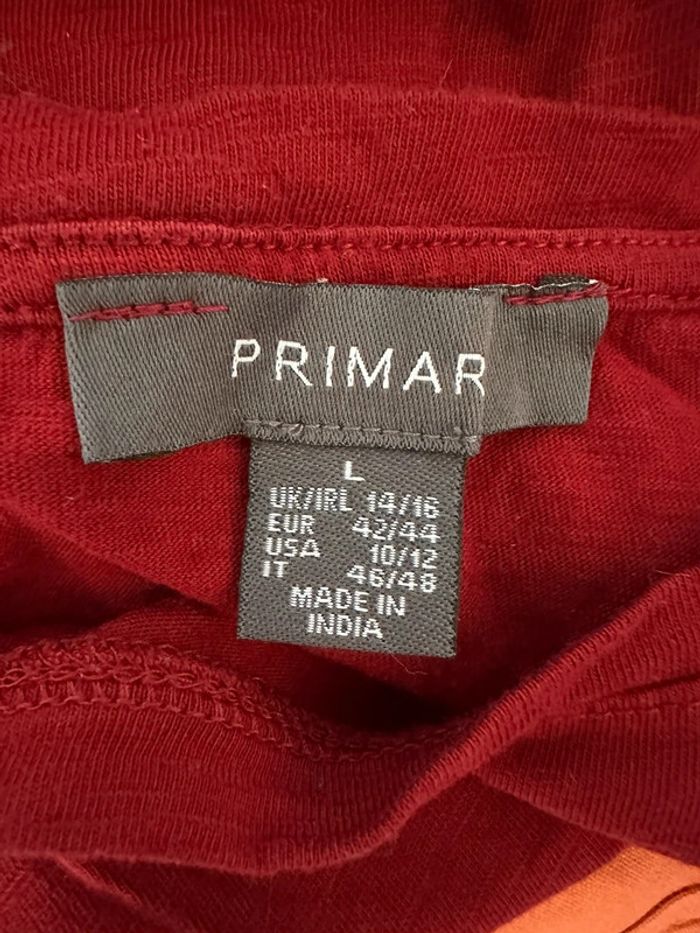 PRIMAR
L
UK/IRL 14/16
EUR 42/44
USA 10/12
IT 46/48
MADE IN
INDIA